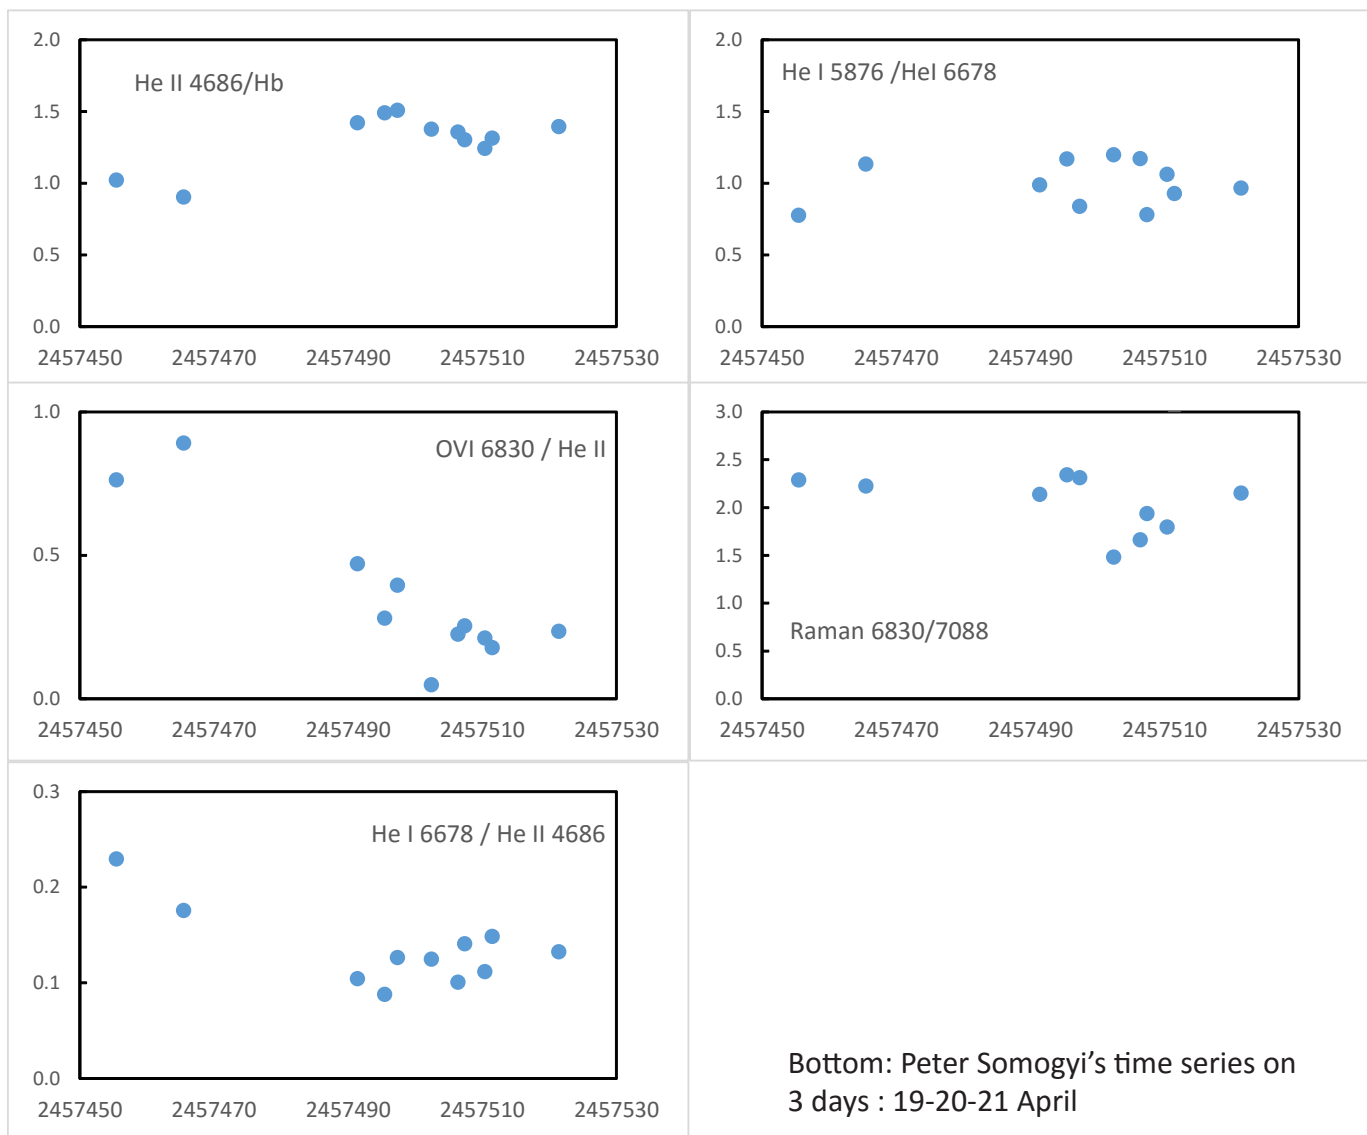 2.0
He II 4686/Hb
1.5
1.0
0.5
0.0
2457450 2457470 2457490 2457510 2457530
2.0
He I 5876 /HeI 6678
1.5
1.0
0.5
0.0
2457450 2457470 2457490 2457510 2457530
1.0
OVI 6830 / He II
0.5
0.0
2457450 2457470 2457490 2457510 2457530
3.0
2.5
2.0
1.5
1.0
Raman 6830/7088
0.5
0.0
2457450 2457470 2457490 2457510 2457530
0.3
He I 6678 / He II 4686
0.2
0.1
0.0
2457450 2457470 2457490 2457510 2457530
Bottom: Peter Somogyi's time series on
3 days : 19-20-21 April